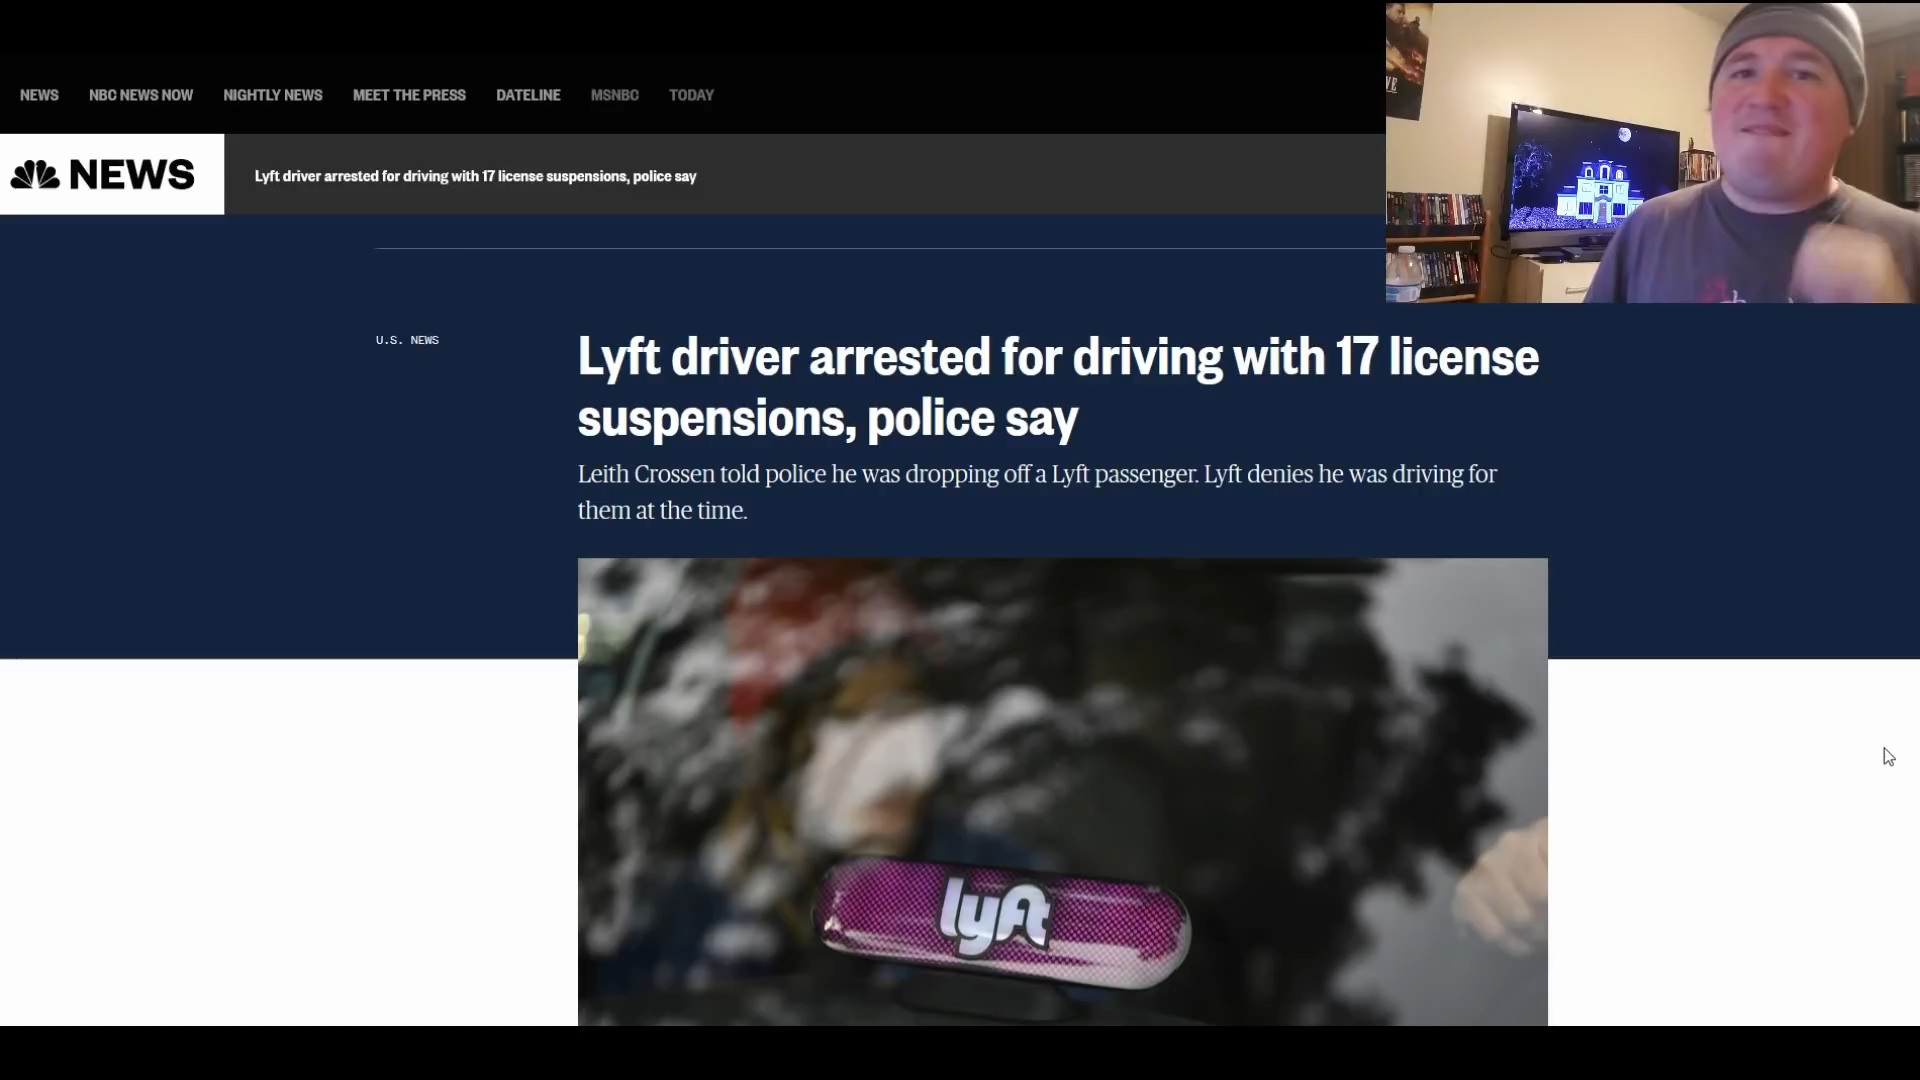 NEWS NBC NEWS NOW NIGHTLY NEWS MEET THE PRESS DATELINE MSNBC TODAY
NEWS
Lyft driver arrested for driving with 17 license suspensions, police say
U.S. NEWS
Lyft driver arrested for driving with 17 license
suspensions, police say
Leith Crossen told police he was dropping off a Lyft passenger. Lyft denies he was driving for
them at the time.
lyft